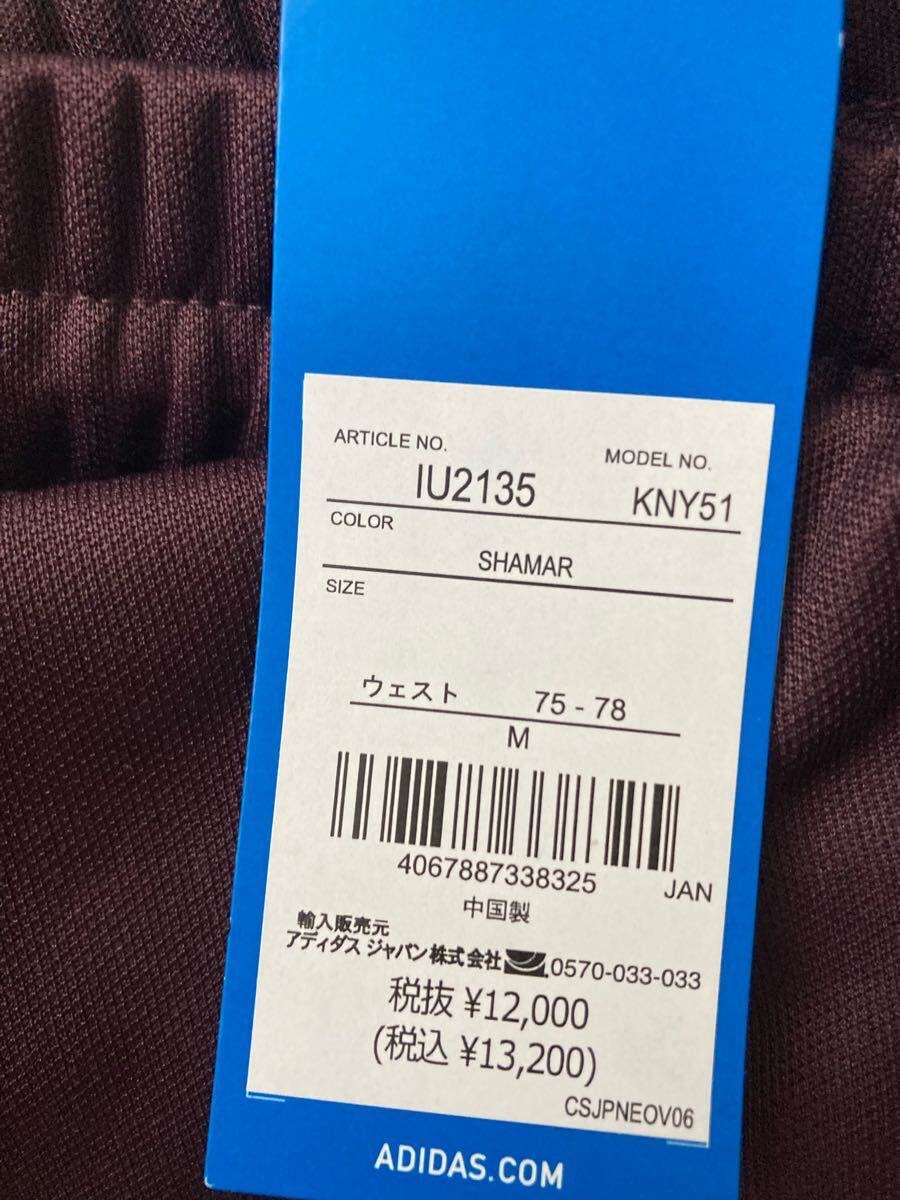 ARTICLE NO. MODEL NO.
IU2135 KNY51
COLOR
SHAMAR
SIZE
ウェスト 75 - 78
M
4067887338325 JAN
中国製
輸入販売元
アディダス ジャパン株式会社 0570-033-033
税抜 ¥12,000
(税込 ¥13,200)
CSJPNEOV06
ADIDAS.COM